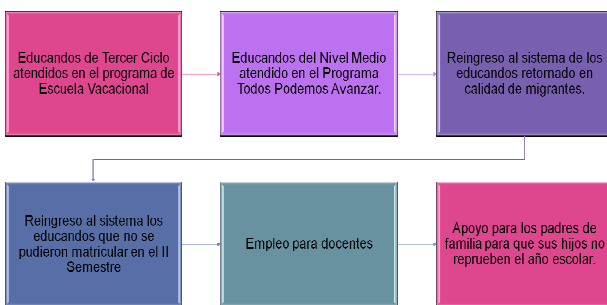 Educandos de Tercer Ciclo
atendidos en el programa de
Escuela Vacacional
Educandos del Nivel Medio
atendido en el Programa
Todos Podemos Avanzar.
Reingreso al sistema de los
educandos retornado en
calidad de migrantes.
Reingreso al sistema los
educandos que no se
pudieron matricular en el II
Semestre
Empleo para docentes
Apoyo para los padres de
familia para que sus hijos no
reprueben el año escolar.